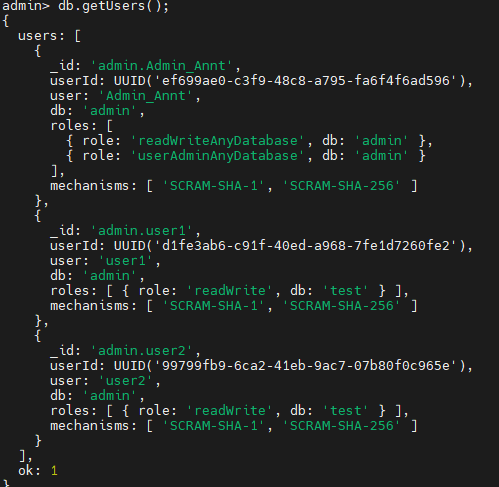 admin> db.getUsers();
{
  users: [
    {
      _id: 'admin.Admin_Annt',
      userId: UUID('ef699ae0-c3f9-48c8-a795-fa6f4f6ad596'),
      user: 'Admin_Annt',
      db: 'admin',
      roles: [
        { role: 'readWriteAnyDatabase', db: 'admin' },
        { role: 'userAdminAnyDatabase', db: 'admin' }
      ],
      mechanisms: [ 'SCRAM-SHA-1', 'SCRAM-SHA-256' ]
    },
    {
      _id: 'admin.user1',
      userId: UUID('d1fe3ab6-c91f-40ed-a968-7fe1d7260fe2'),
      user: 'user1',
      db: 'admin',
      roles: [ { role: 'readWrite', db: 'test' } ],
      mechanisms: [ 'SCRAM-SHA-1', 'SCRAM-SHA-256' ]
    },
    {
      _id: 'admin.user2',
      userId: UUID('99799fb9-6ca2-41eb-9ac7-07b80f0c965e'),
      user: 'user2',
      db: 'admin',
      roles: [ { role: 'readWrite', db: 'test' } ],
      mechanisms: [ 'SCRAM-SHA-1', 'SCRAM-SHA-256' ]
    }
  ],
  ok: 1
}